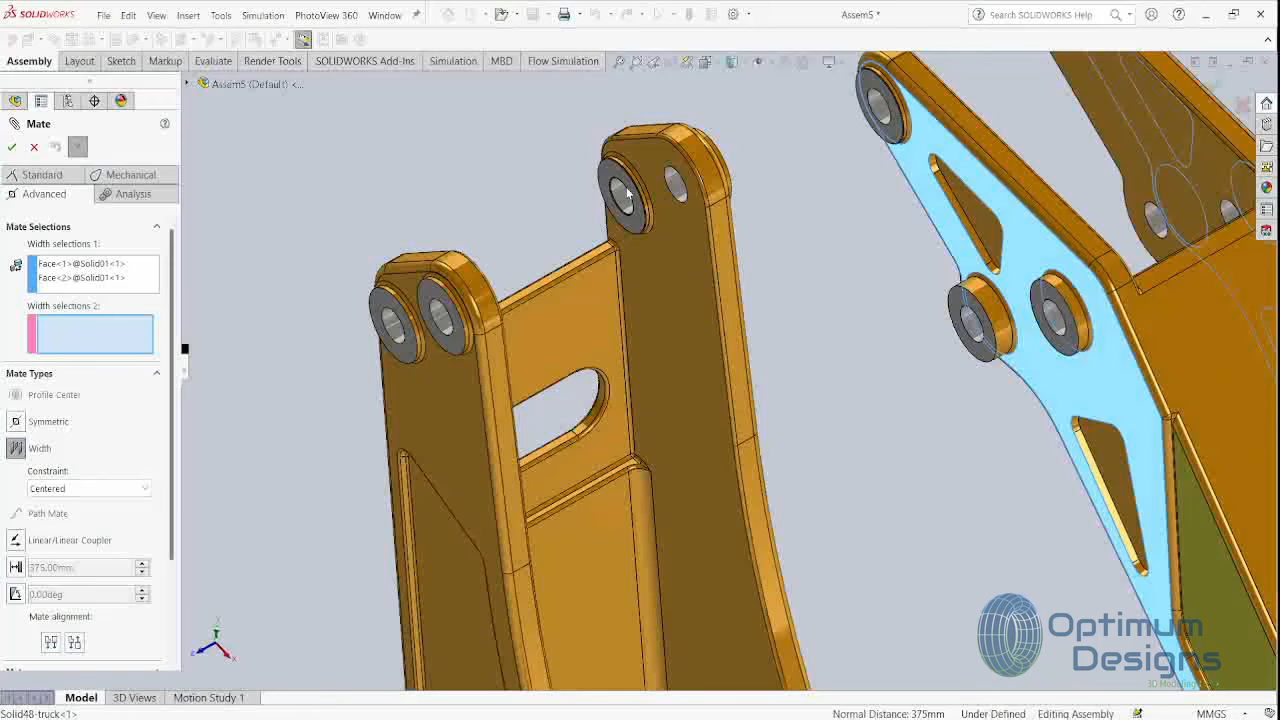 SOLIDWORKS File Edit View Insert Tools Simulation PhotoView 360 Window Assem5 * Search SOLIDWORKS Help
Assembly Layout Sketch Markup Evaluate Render Tools SOLIDWORKS Add-Ins Simulation MBD Flow Simulation
Assem5 (Default) <...
Mate
Standard Mechanical
Advanced Analysis
Mate Selections
Width selections 1:
Face<1>@Solid01<1>
Face<2>@Solid01<1>
Width selections 2:
Mate Types
Profile Center
Symmetric
Width
Constraint:
Centered
Path Mate
Linear/Linear Coupler
375.00mm
0.00deg
Mate alignment:
Optimum
Designs
Model 3D Views Motion Study 1
Solid48-truck<1> Normal Distance: 375mm Under Defined Editing Assembly MMGS